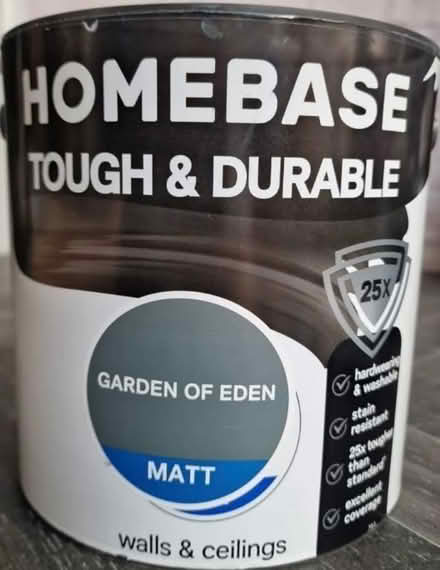 HOMEBASE
TOUGH & DURABLE
25X
GARDEN OF EDEN
MATT
hardwearing
& washable
stain
resistant
25x tougher
than
standard*
excellent
coverage
walls & ceilings